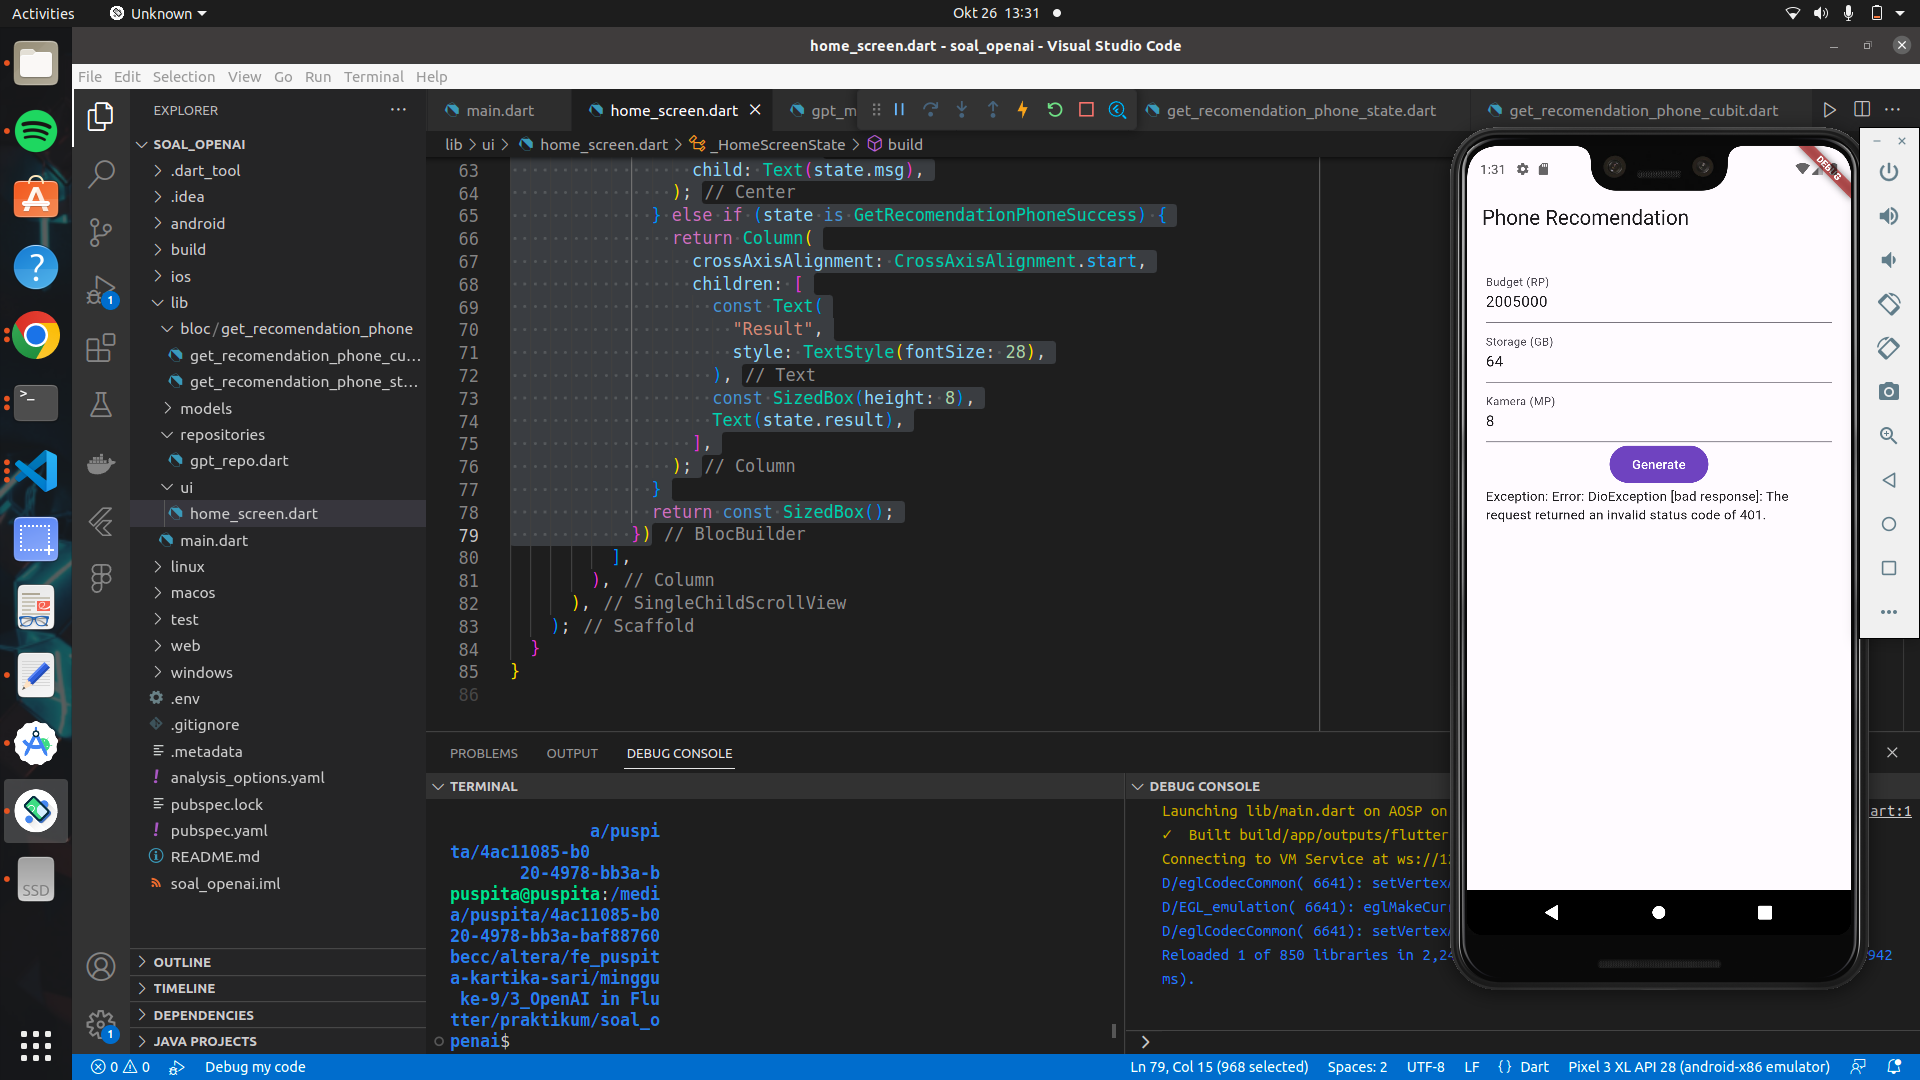 Activities
Unknown
Okt 26 13:31
home_screen.dart - soal_openai - Visual Studio Code
File Edit Selection View Go Run Terminal Help
EXPLORER
SOAL_OPENAI
.dart_tool
.idea
android
build
ios
lib
bloc/get_recomendation_phone
get_recomendation_phone_cu...
get_recomendation_phone_st...
models
repositories
gpt_repo.dart
ui
home_screen.dart
main.dart
linux
macos
test
web
windows
.env
.gitignore
.metadata
analysis_options.yaml
pubspec.lock
pubspec.yaml
README.md
soal_openai.iml
OUTLINE
TIMELINE
DEPENDENCIES
JAVA PROJECTS
1
1
SSD
main.dart
home_screen.dart
gpt_m
get_recomendation_phone_state.dart
get_recomendation_phone_cubit.dart
lib > ui > home_screen.dart > _HomeScreenState > build
63 child: Text(state.msg),
64 ); // Center
65 } else if (state is GetRecomendationPhoneSuccess) {
66 return Column(
67 crossAxisAlignment: CrossAxisAlignment.start,
68 children: [
69 const Text(
70 "Result",
71 style: TextStyle(fontSize: 28),
72 ), // Text
73 const SizedBox(height: 8),
74 Text(state.result),
75 ],
76 ); // Column
77 }
78 return const SizedBox();
79 }) // BlocBuilder
80 ],
81 ), // Column
82 ), // SingleChildScrollView
83 ); // Scaffold
84 }
85 }
86
PROBLEMS OUTPUT DEBUG CONSOLE
TERMINAL
a/puspi
ta/4ac11085-b0
20-4978-bb3a-b
puspita@puspita:/medi
a/puspita/4ac11085-b0
20-4978-bb3a-baf88760
becc/altera/fe_puspit
a-kartika-sari/minggu
ke-9/3_OpenAI in Flu
tter/praktikum/soal_o
penai$
DEBUG CONSOLE
Launching lib/main.dart on AOSP on
art:1
✓ Built build/app/outputs/flutter
Connecting to VM Service at ws://12
D/eglCodecCommon( 6641): setVertexA
D/EGL_emulation( 6641): eglMakeCurr
D/eglCodecCommon( 6641): setVertexA
Reloaded 1 of 850 libraries in 2,24
942
ms).
1:31
DEBUG
Phone Recomendation
Budget (RP)
2005000
Storage (GB)
64
Kamera (MP)
8
Generate
Exception: Error: DioException [bad response]: The
request returned an invalid status code of 401.
0 0
Debug my code
Ln 79, Col 15 (968 selected)
Spaces: 2
UTF-8
LF
{ } Dart
Pixel 3 XL API 28 (android-x86 emulator)